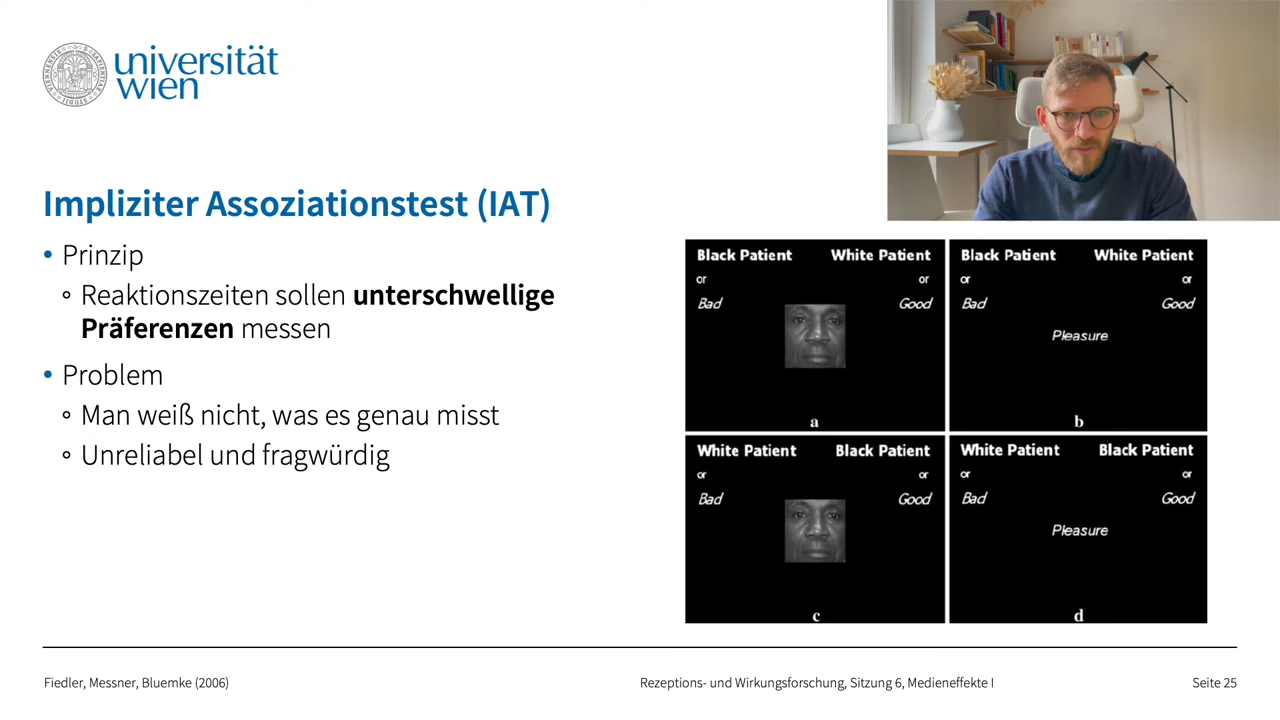 universität
wien
Impliziter Assoziationstest (IAT)
• Prinzip
Reaktionszeiten sollen unterschwellige
Präferenzen messen
• Problem
Man weiß nicht, was es genau misst
Unreliabel und fragwürdig
Black Patient White Patient
or or
Bad Good
a
Black Patient White Patient
or or
Bad Good
Pleasure
b
White Patient Black Patient
or or
Bad Good
c
White Patient Black Patient
or or
Bad Good
Pleasure
d
Fiedler, Messner, Bluemke (2006)
Rezeptions- und Wirkungsforschung, Sitzung 6, Medieneffekte I
Seite 25